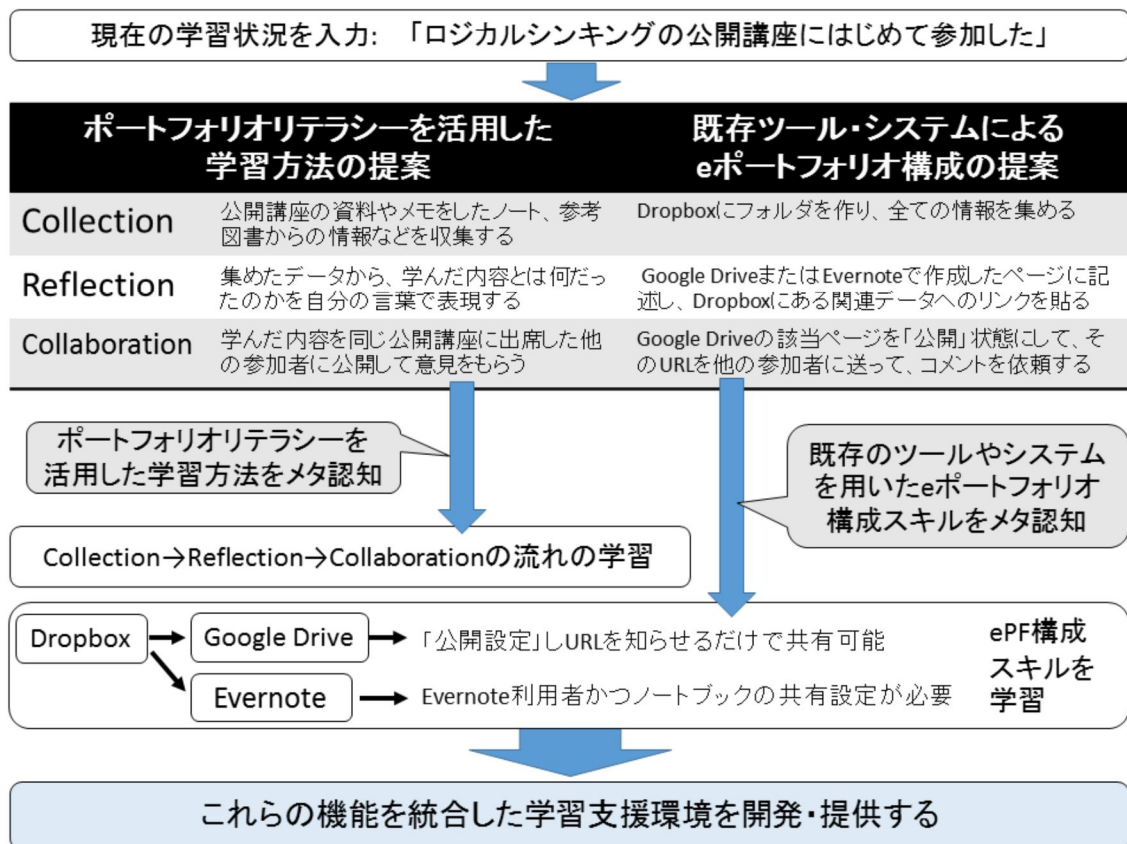 現在の学習状況を入力: 「ロジカルシンキングの公開講座にはじめて参加した」
ポートフォリオリテラシーを活用した
学習方法の提案
既存ツール・システムによる
eポートフォリオ構成の提案
Collection
公開講座の資料やメモをしたノート、参考
図書からの情報などを収集する
Dropboxにフォルダを作り、全ての情報を集める
Reflection
集めたデータから、学んだ内容とは何だっ
たのかを自分の言葉で表現する
Google DriveまたはEvernoteで作成したページに記
述し、Dropboxにある関連データへのリンクを貼る
Collaboration
学んだ内容を同じ公開講座に出席した他
の参加者に公開して意見をもらう
Google Driveの該当ページを「公開」状態にして、そ
のURLを他の参加者に送って、コメントを依頼する
ポートフォリオリテラシーを
活用した学習方法をメタ認知
既存のツールやシステム
を用いたeポートフォリオ
構成スキルをメタ認知
Collection→Reflection→Collaborationの流れの学習
Dropbox
Google Drive
「公開設定」しURLを知らせるだけで共有可能
Evernote
Evernote利用者かつノートブックの共有設定が必要
ePF構成
スキルを
学習
これらの機能を統合した学習支援環境を開発・提供する